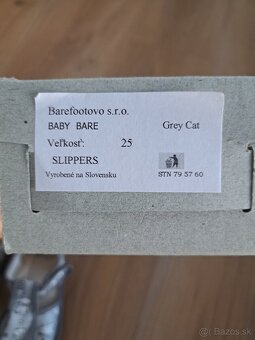 Barefootovo s.r.o.
BABY BARE Grey Cat
Veľkosť: 25
SLIPPERS
Vyrobené na Slovensku STN 79 57 60
Bazos.sk